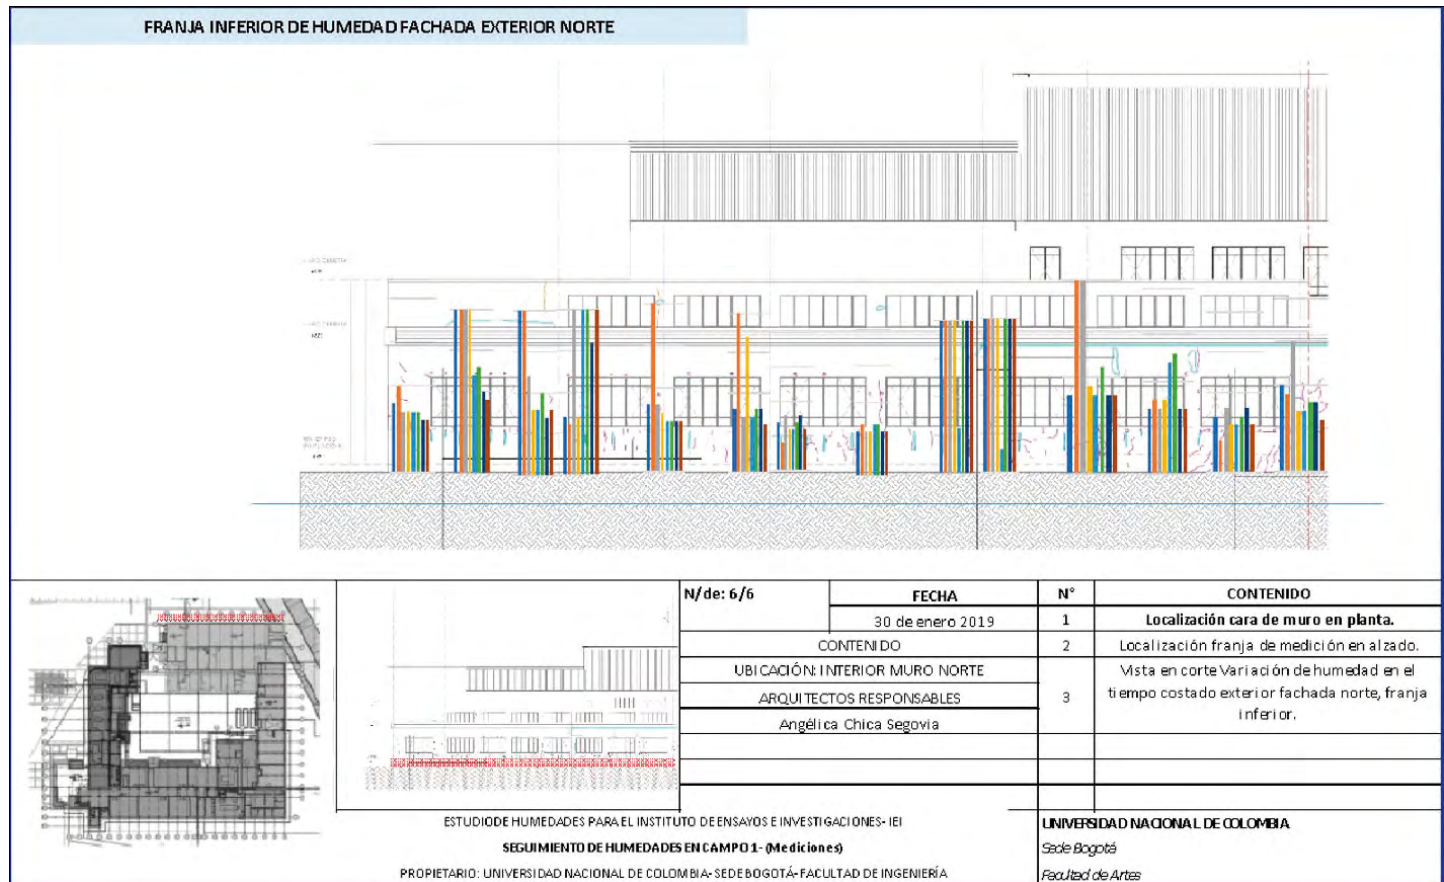 FRANJA INFERIOR DE HUMEDAD FACHADA EXTERIOR NORTE
N/de: 6/6
FECHA
N°
CONTENIDO
30 de enero 2019
1
Localización cara de muro en planta.
CONTENIDO
2
Localización franja de medición en alzado.
UBICACIÓN: INTERIOR MURO NORTE
3
Vista en corte Variación de humedad en el
tiempo costado exterior fachada norte, franja
inferior.
ARQUITECTOS RESPONSABLES
Angélica Chica Segovia
ESTUDIODE HUMEDADES PARA EL INSTITUTO DE ENSAYOS E INVESTIGACIONES- IEI
SEGUIMIENTO DE HUMEDADES EN CAMPO 1- (Mediciones)
PROPIETARIO: UNIVERSIDAD NACIONAL DE COLOMBIA- SEDE BOGOTÁ- FACULTAD DE INGENIERÍA
UNIVERSIDAD NACIONAL DE COLOMBIA
Sede Bogotá
Facultad de Artes